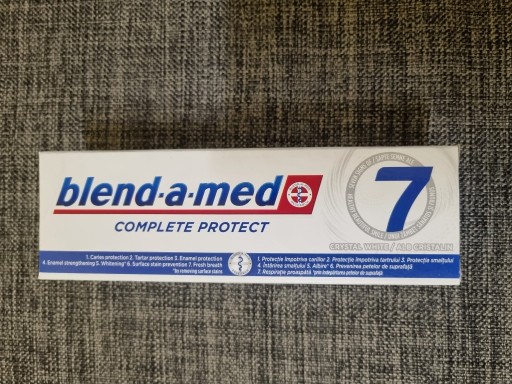 blend-a-med
COMPLETE PROTECT
7
CRYSTAL WHITE / ALB CRISTALIN
1. Caries protection 2. Tartar protection 3. Enamel protection
4. Enamel strengthening 5. Whitening* 6. Surface stain prevention 7. Fresh breath
*by removing surface stains
1. Protecție împotriva cariilor 2. Protecție împotriva tartrului 3. Protecția smalțului
4. Întărirea smalțului 5. Albire* 6. Prevenirea petelor de suprafață
7. Respirație proaspătă *prin îndepărtarea petelor de suprafață